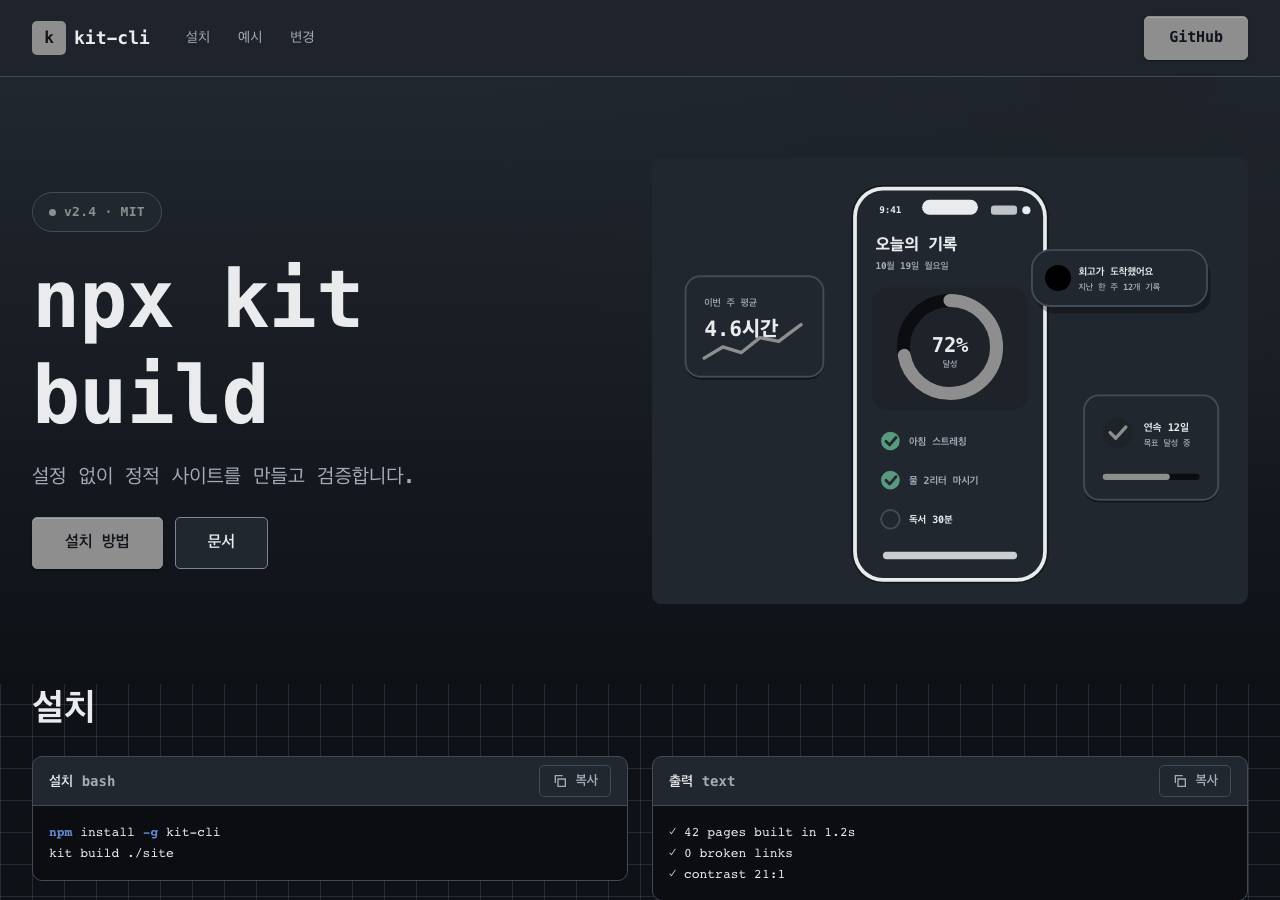 k kit-cli 설치 예시 변경 GitHub
v2.4 · MIT
npx kit
build
설정 없이 정적 사이트를 만들고 검증합니다.
설치 방법 문서
9:41
오늘의 기록
10월 19일 월요일
이번 주 평균
4.6시간
회고가 도착했어요
지난 한 주 12개 기록
72%
달성
연속 12일
목표 달성 중
아침 스트레칭
물 2리터 마시기
독서 30분
설치
설치 bash 복사
npm install -g kit-cli
kit build ./site
출력 text 복사
✓ 42 pages built in 1.2s
✓ 0 broken links
✓ contrast 21:1